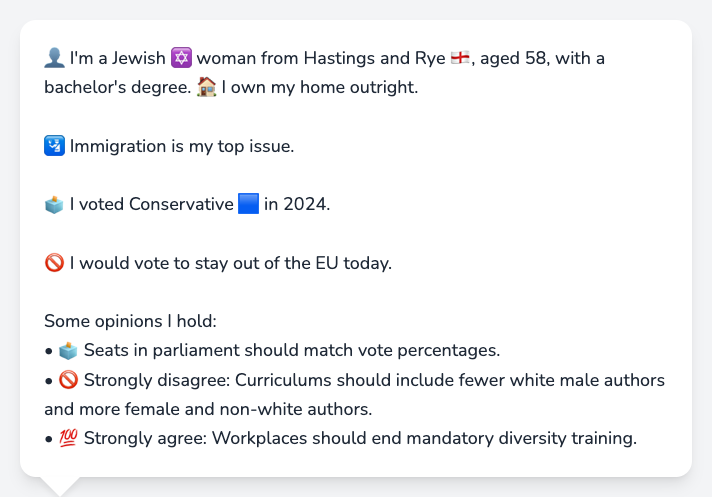 👤 I'm a Jewish 🔯 woman from Hastings and Rye 🏴󠁧󠁢󠁥󠁮󠁧󠁿, aged 58, with a
bachelor's degree. 🏠 I own my home outright.
🛂 Immigration is my top issue.
🗳️ I voted Conservative 🟦 in 2024.
🚫 I would vote to stay out of the EU today.
Some opinions I hold:
• 🗳️ Seats in parliament should match vote percentages.
• 🚫 Strongly disagree: Curriculums should include fewer white male authors
and more female and non-white authors.
• 💯 Strongly agree: Workplaces should end mandatory diversity training.